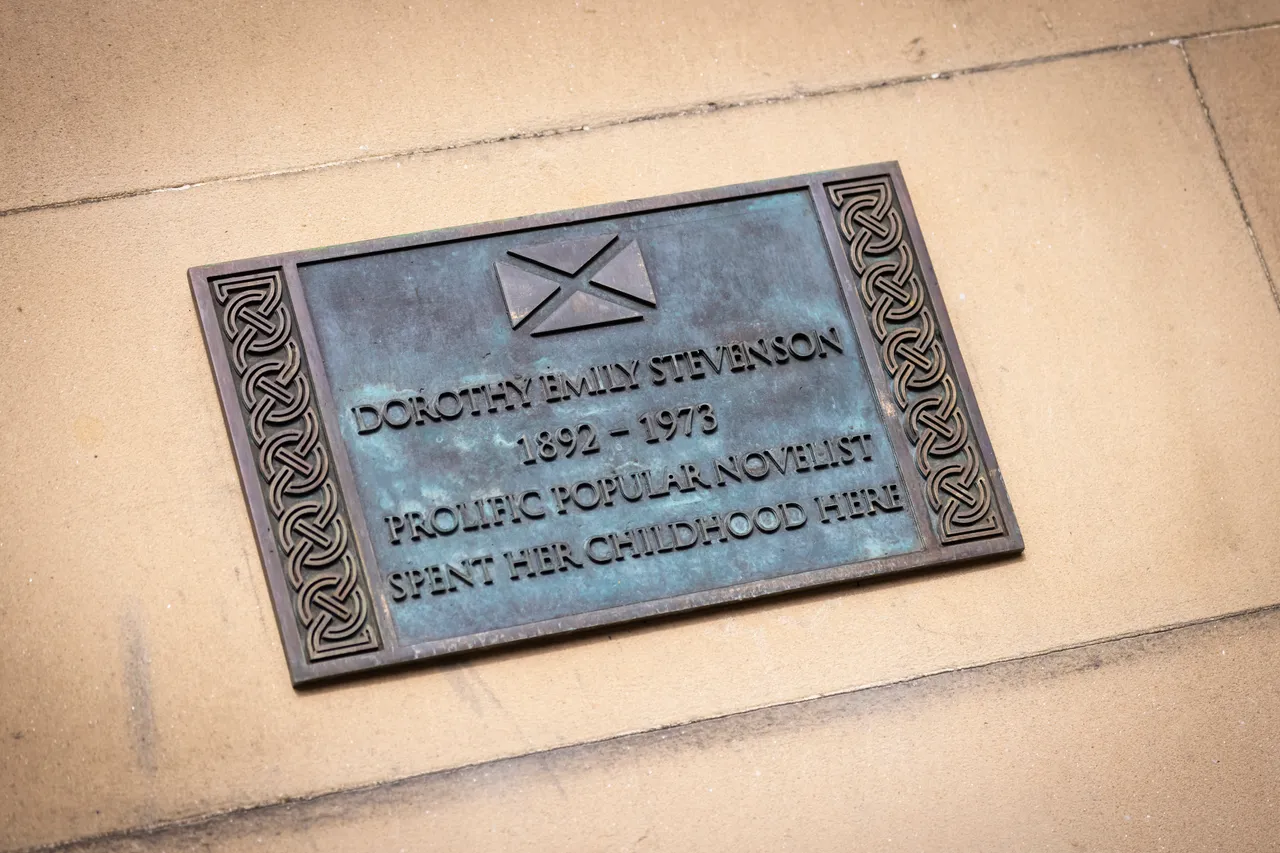 DOROTHY EMILY STEVENSON
1892 – 1973
PROLIFIC POPULAR NOVELIST
SPENT HER CHILDHOOD HERE